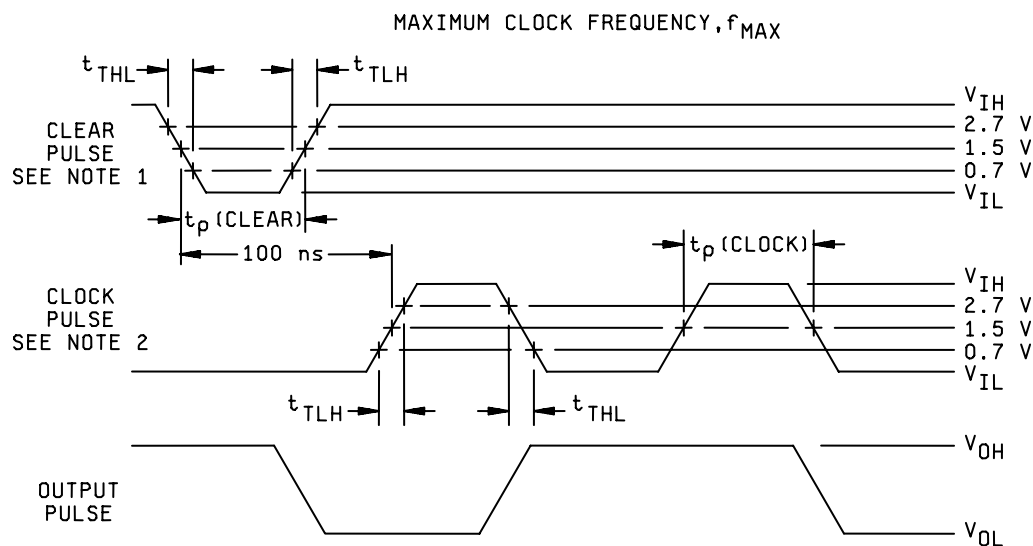 MAXIMUM CLOCK FREQUENCY, fMAX
tTHL
tTLH
CLEAR
PULSE
SEE NOTE 1
VIH
2.7 V
1.5 V
0.7 V
VIL
tp (CLEAR)
100 ns
tp (CLOCK)
CLOCK
PULSE
SEE NOTE 2
VIH
2.7 V
1.5 V
0.7 V
VIL
tTLH
tTHL
OUTPUT
PULSE
VOH
VOL